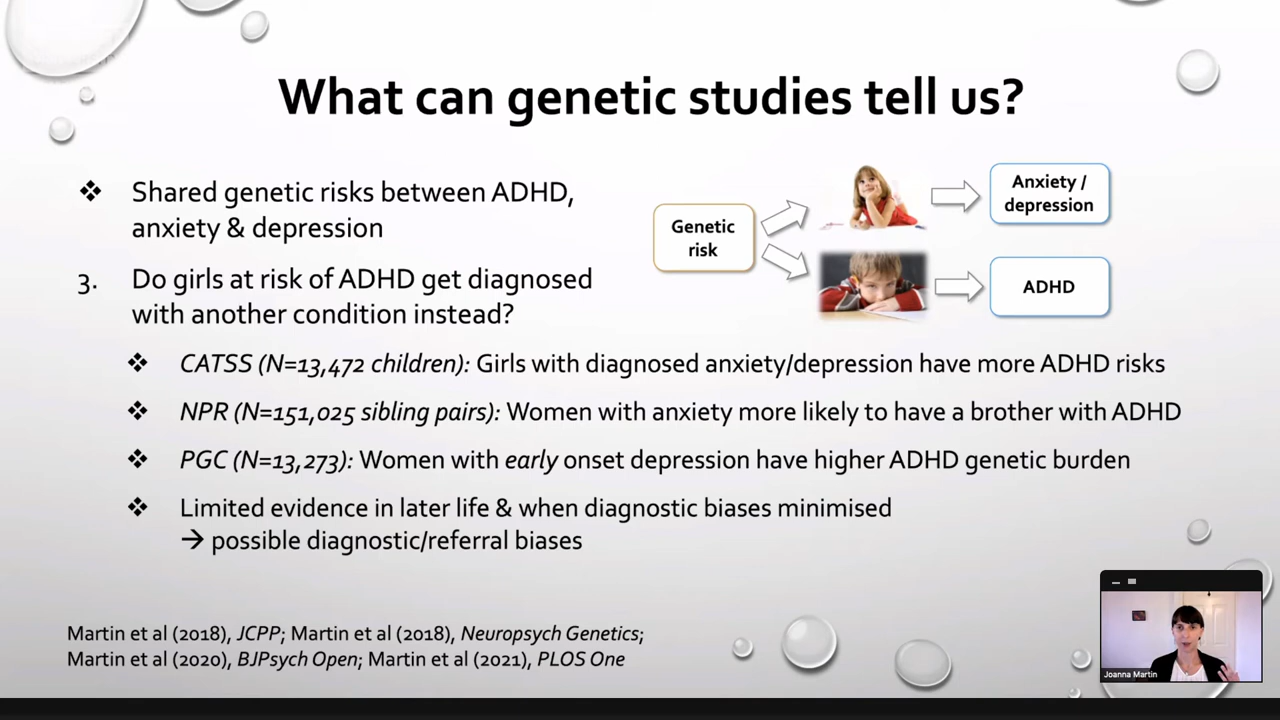 What can genetic studies tell us?
❖ Shared genetic risks between ADHD,
anxiety & depression
3. Do girls at risk of ADHD get diagnosed
with another condition instead?
Genetic
risk
Anxiety /
depression
ADHD
❖ CATSS (N=13,472 children): Girls with diagnosed anxiety/depression have more ADHD risks
❖ NPR (N=151,025 sibling pairs): Women with anxiety more likely to have a brother with ADHD
❖ PGC (N=13,273): Women with early onset depression have higher ADHD genetic burden
❖ Limited evidence in later life & when diagnostic biases minimised
→ possible diagnostic/referral biases
Martin et al (2018), JCPP; Martin et al (2018), Neuropsych Genetics;
Martin et al (2020), BJPsych Open; Martin et al (2021), PLOS One
Joanna Martin